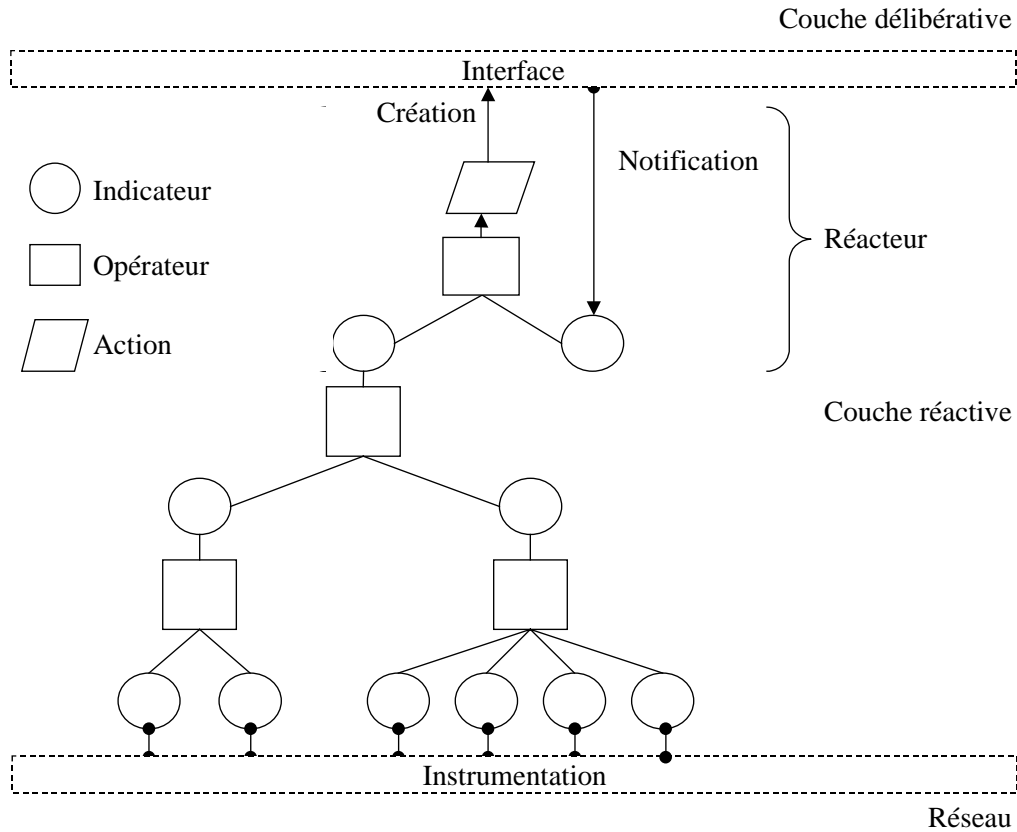 Couche délibérative
Interface
Création
Notification
Indicateur
Réacteur
Opérateur
Action
Couche réactive
Instrumentation
Réseau